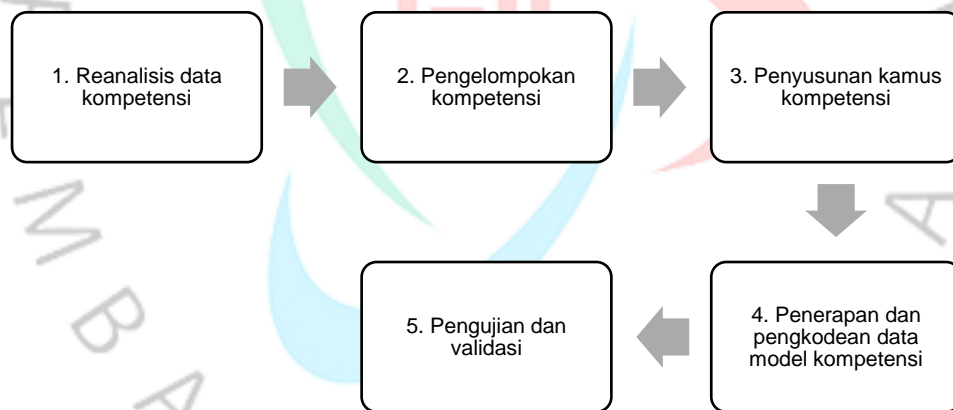 1. Reanalisis data
kompetensi
2. Pengelompokan
kompetensi
3. Penyusunan kamus
kompetensi
4. Penerapan dan
pengkodean data
model kompetensi
5. Pengujian dan
validasi